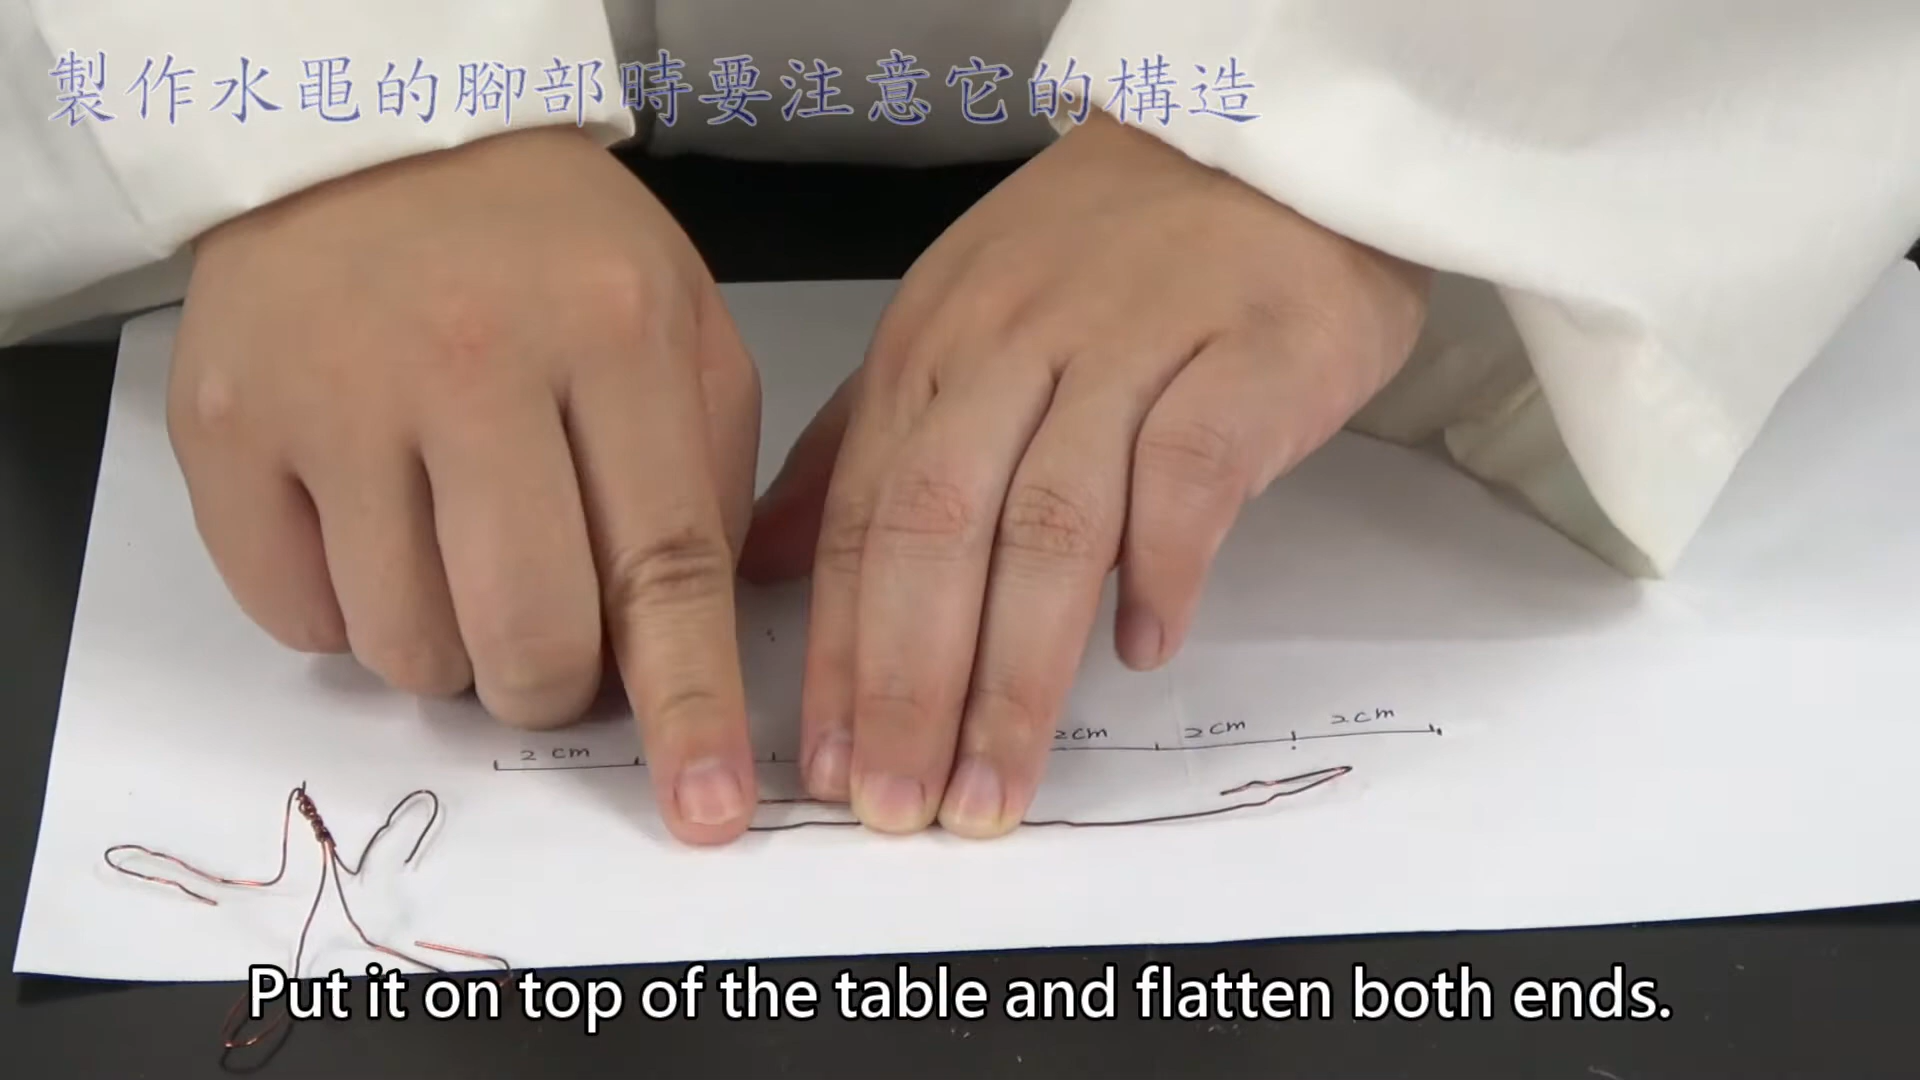 製作水黽的腳部時要注意它的構造
2 cm
2cm
2cm
2cm
Put it on top of the table and flatten both ends.